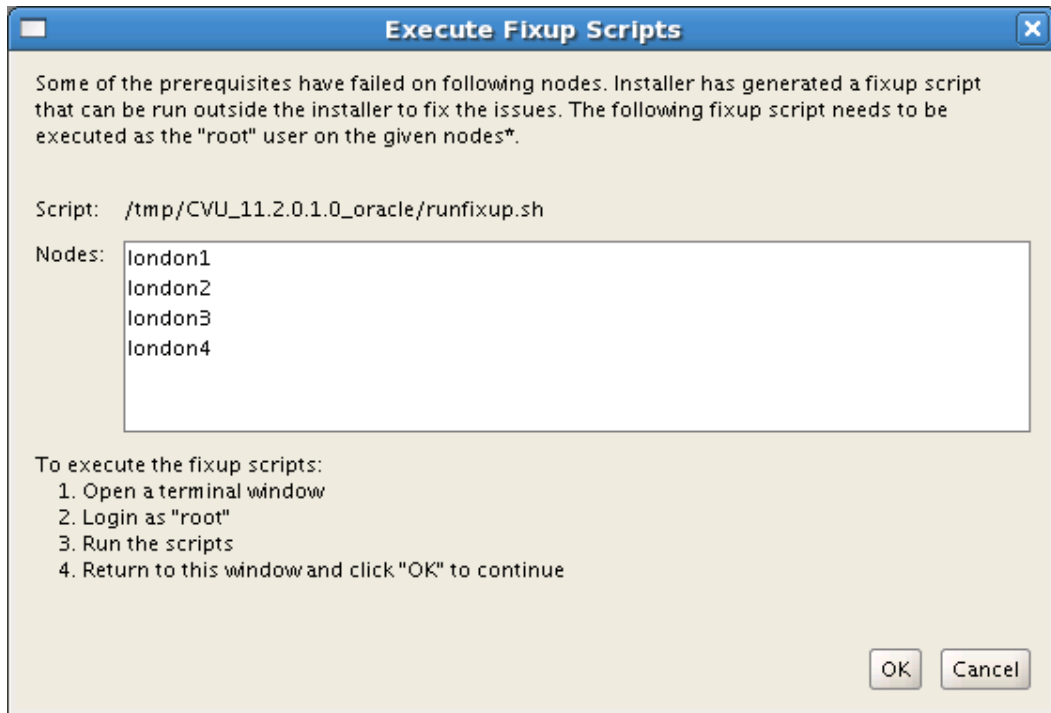 Execute Fixup Scripts
Some of the prerequisites have failed on following nodes. Installer has generated a fixup script
that can be run outside the installer to fix the issues. The following fixup script needs to be
executed as the "root" user on the given nodes*.
Script: /tmp/CVU_11.2.0.1.0_oracle/runfixup.sh
Nodes: london1
london2
london3
london4
To execute the fixup scripts:
1. Open a terminal window
2. Login as "root"
3. Run the scripts
4. Return to this window and click "OK" to continue
OK Cancel